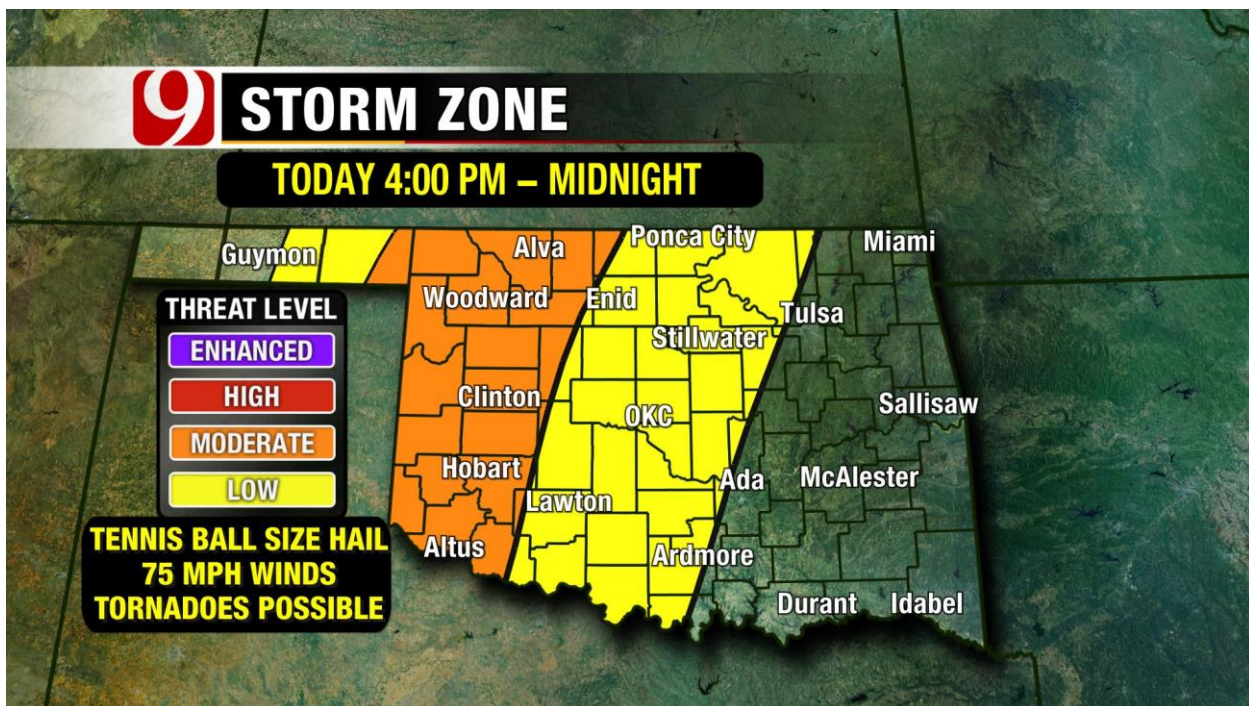 9 STORM ZONE
TODAY 4:00 PM – MIDNIGHT
Guymon
Alva
Ponca City
Miami
Woodward
Enid
Tulsa
Stillwater
Clinton
OKC
Sallisaw
Hobart
Lawton
Ada
McAlester
Altus
Ardmore
Durant
Idabel
THREAT LEVEL
ENHANCED
HIGH
MODERATE
LOW
TENNIS BALL SIZE HAIL
75 MPH WINDS
TORNADOES POSSIBLE